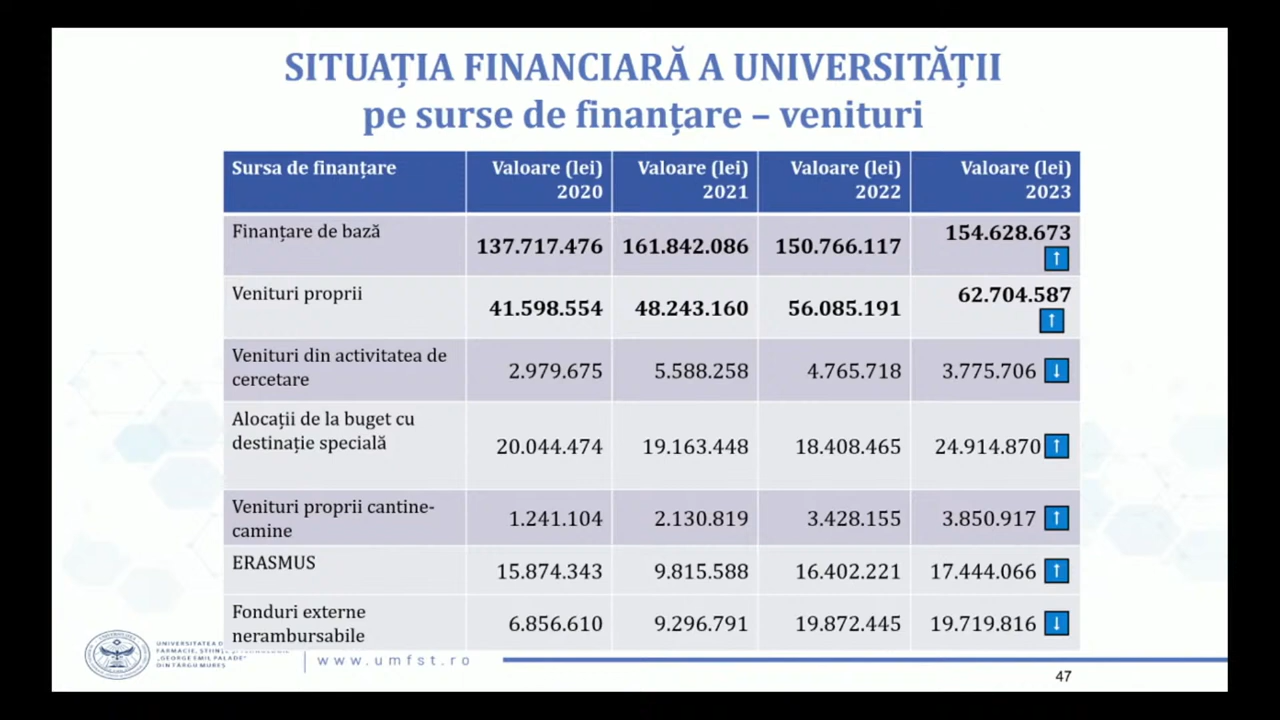 SITUAȚIA FINANCIARĂ A UNIVERSITĂȚII
pe surse de finanțare – venituri
Sursa de finanțare Valoare (lei) 2020 Valoare (lei) 2021 Valoare (lei) 2022 Valoare (lei) 2023
Finanțare de bază 137.717.476 161.842.086 150.766.117 154.628.673 ↑
Venituri proprii 41.598.554 48.243.160 56.085.191 62.704.587 ↑
Venituri din activitatea de cercetare 2.979.675 5.588.258 4.765.718 3.775.706 ↓
Alocații de la buget cu destinație specială 20.044.474 19.163.448 18.408.465 24.914.870 ↑
Venituri proprii cantine-camine 1.241.104 2.130.819 3.428.155 3.850.917 ↑
ERASMUS 15.874.343 9.815.588 16.402.221 17.444.066 ↑
Fonduri externe nerambursabile 6.856.610 9.296.791 19.872.445 19.719.816 ↓
UNIVERSITATEA
FARMACIE, ȘTIINȚE
„GEORGE EMIL PALADE”
DIN TÂRGU MUREȘ
www.umfst.ro
47